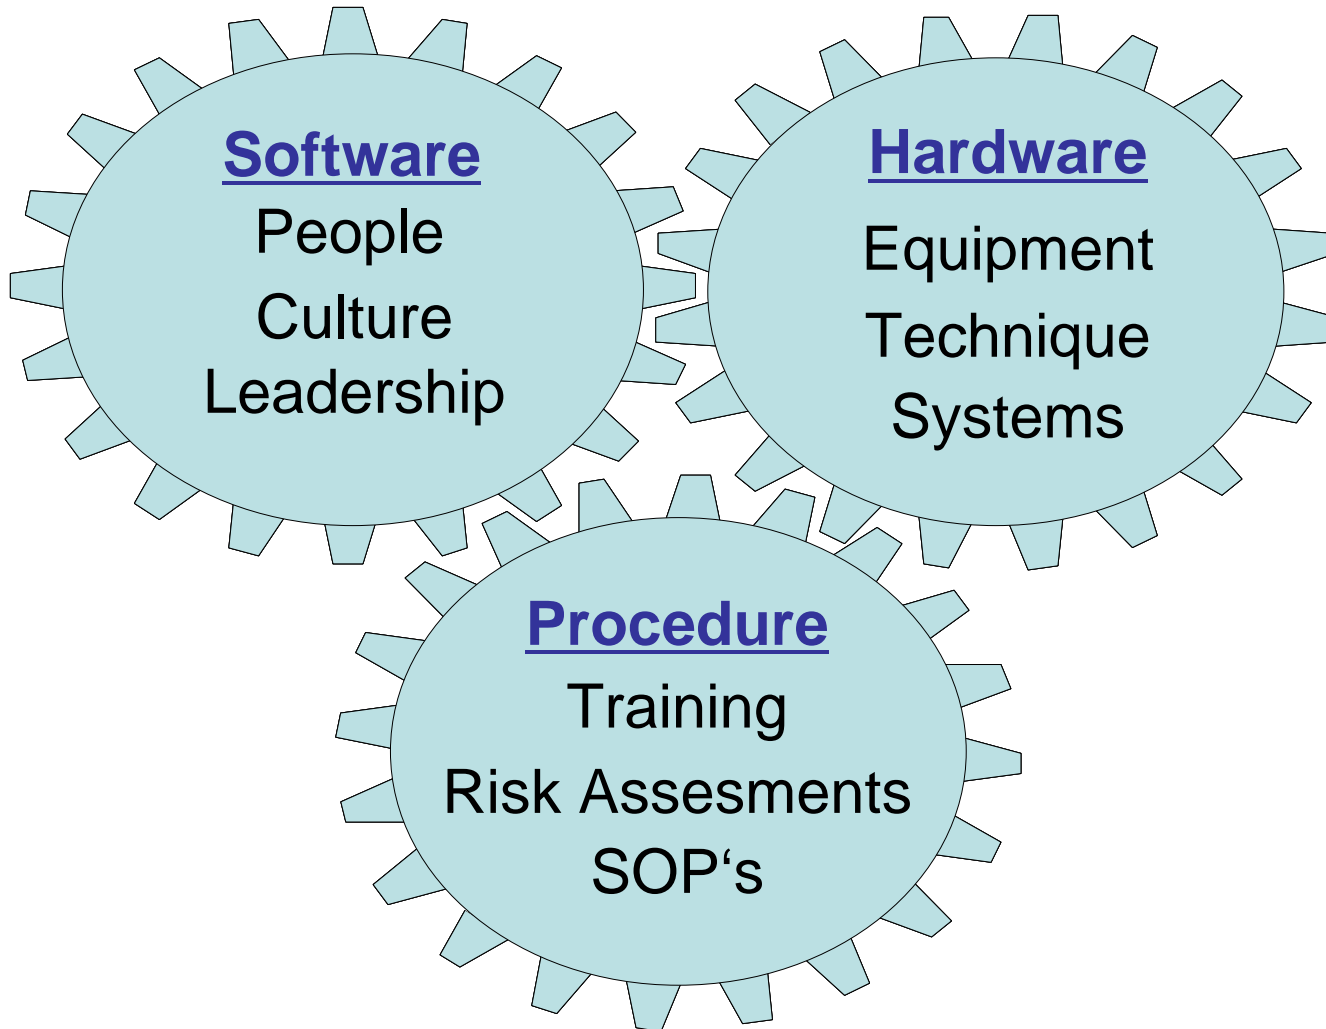 Software
People
Culture
Leadership
Hardware
Equipment
Technique
Systems
Procedure
Training
Risk Assesments
SOP‘s